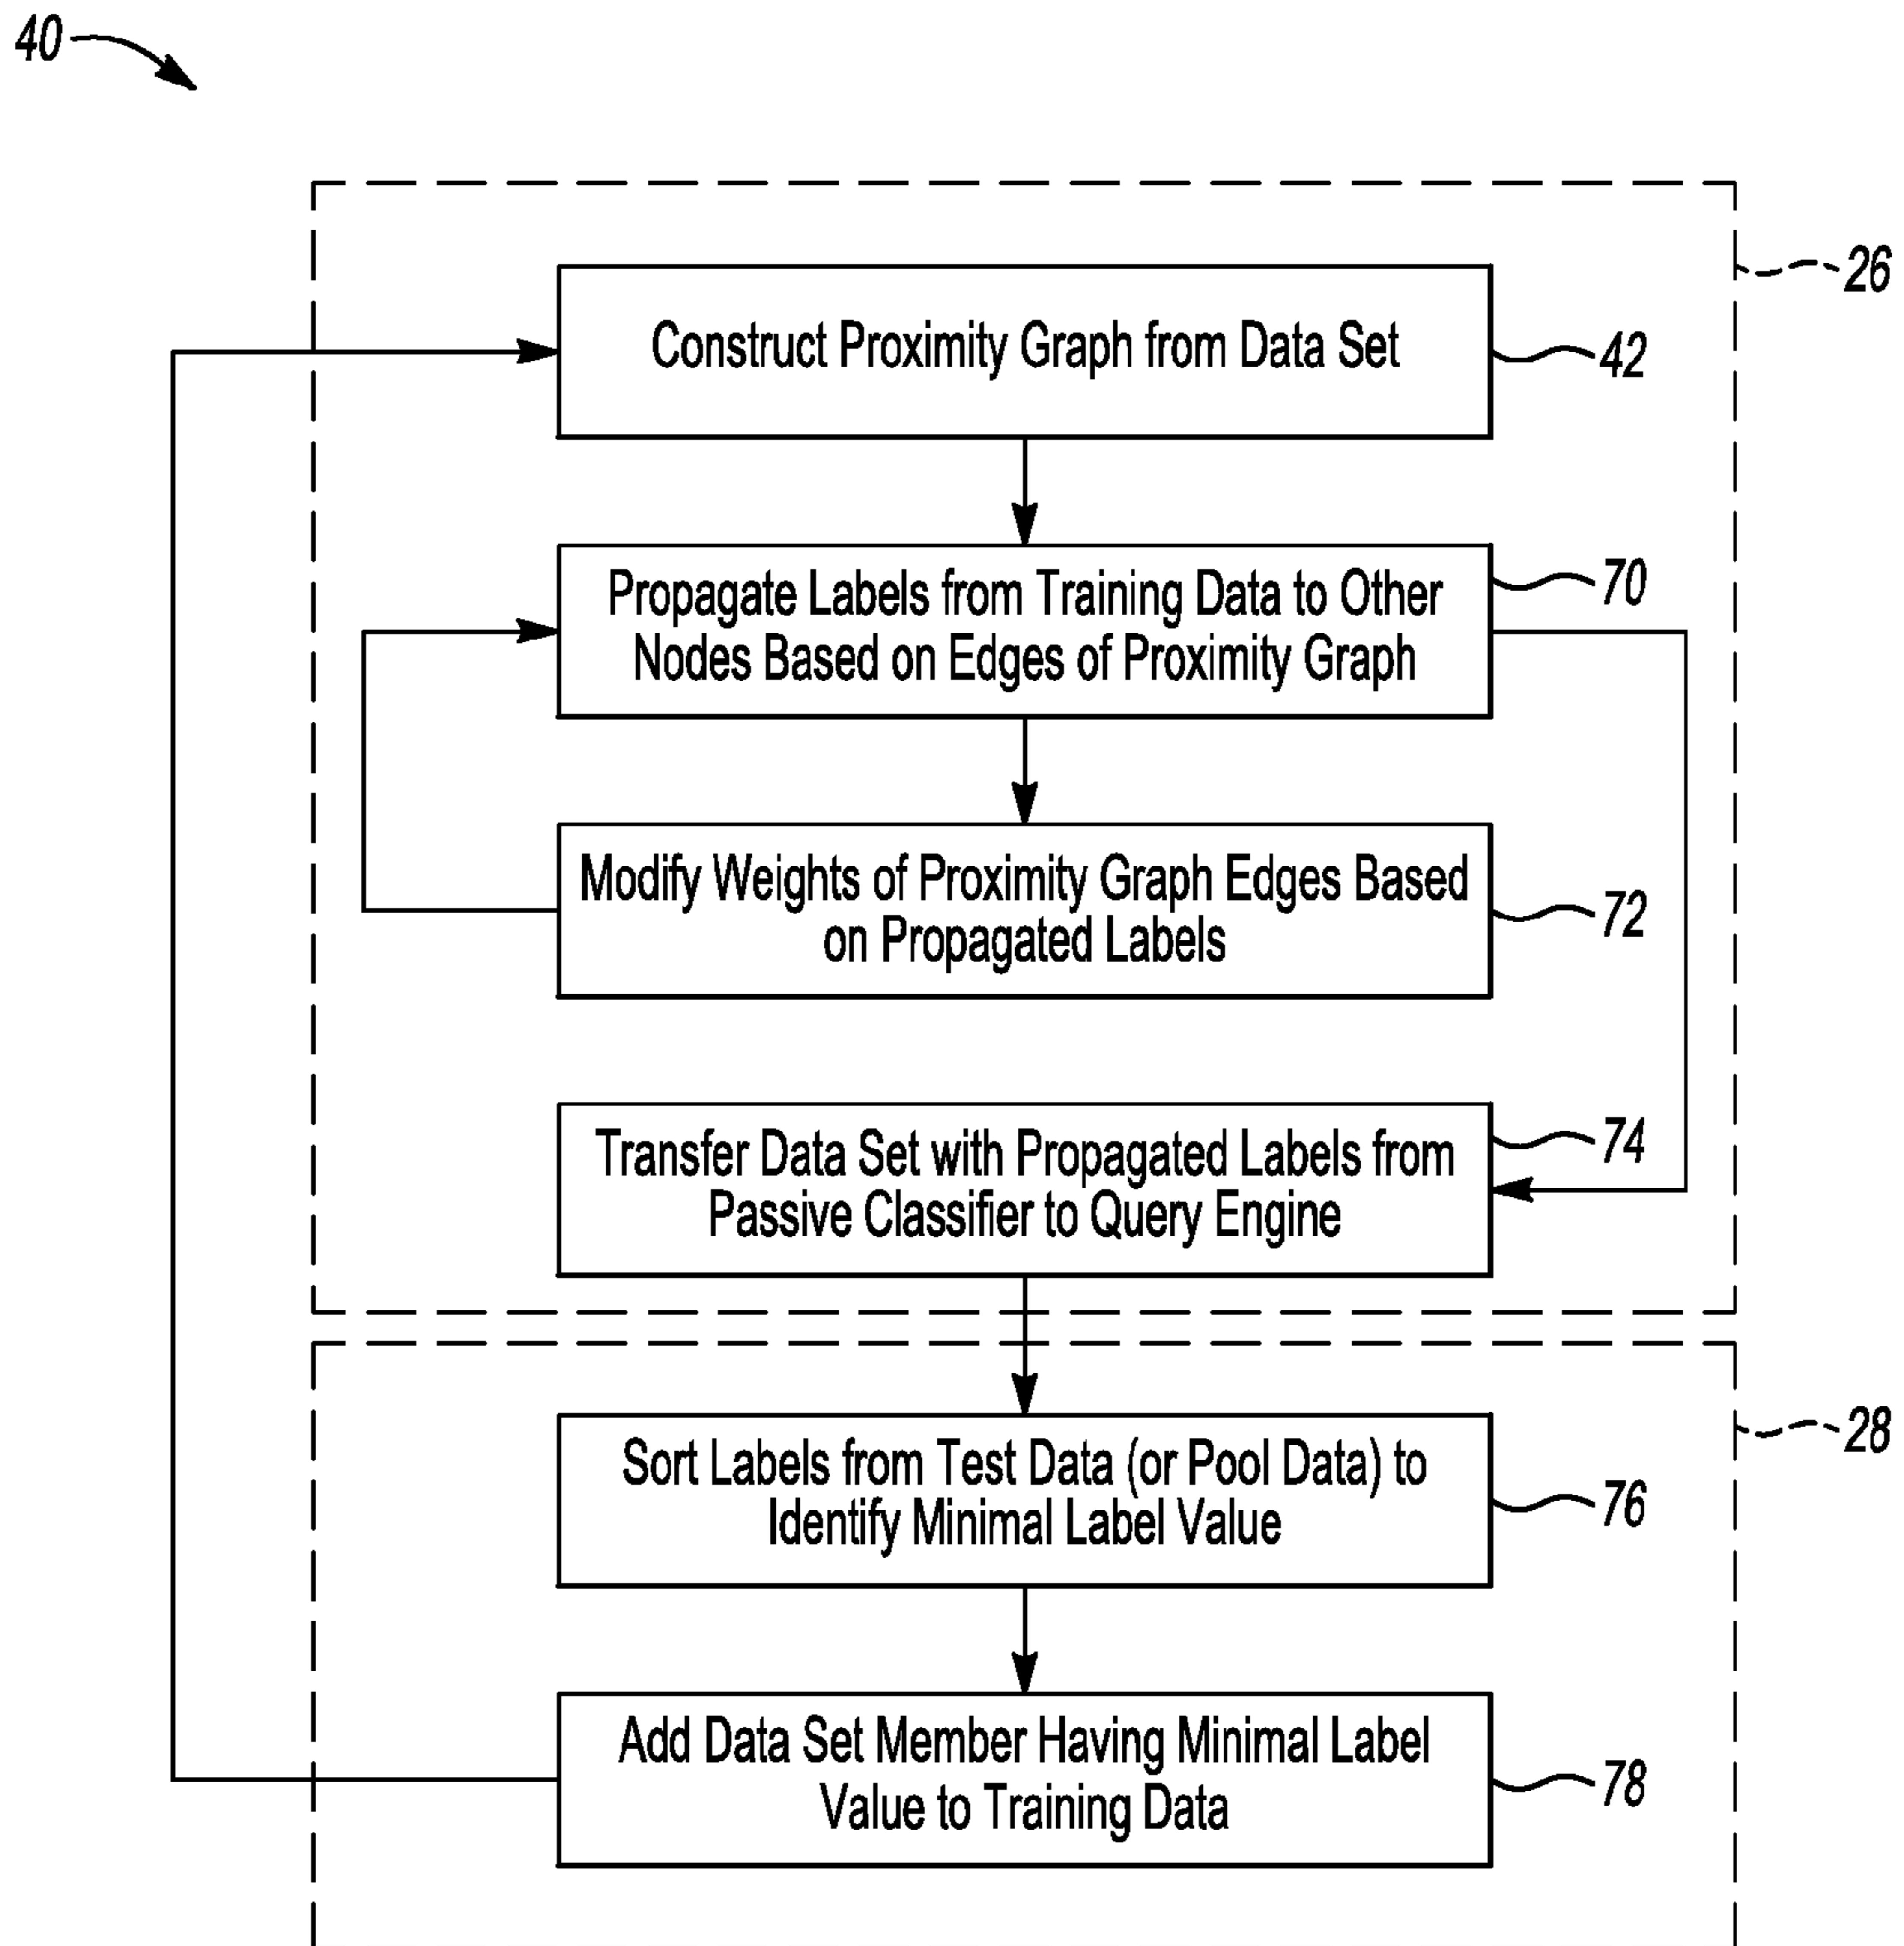 40
26
Construct Proximity Graph from Data Set
42
Propagate Labels from Training Data to Other
Nodes Based on Edges of Proximity Graph
70
Modify Weights of Proximity Graph Edges Based
on Propagated Labels
72
Transfer Data Set with Propagated Labels from
Passive Classifier to Query Engine
74
28
Sort Labels from Test Data (or Pool Data) to
Identify Minimal Label Value
76
Add Data Set Member Having Minimal Label
Value to Training Data
78